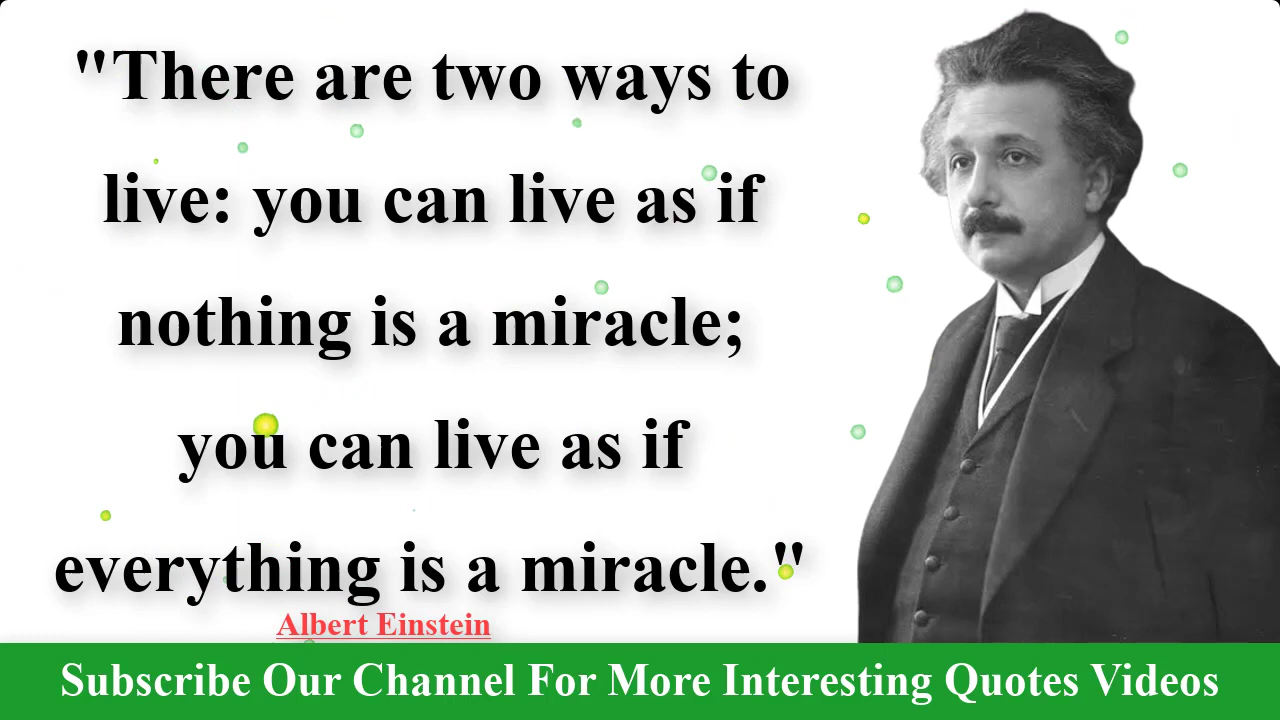 "There are two ways to
live: you can live as if
nothing is a miracle;
you can live as if
everything is a miracle."
Albert Einstein
Subscribe Our Channel For More Interesting Quotes Videos